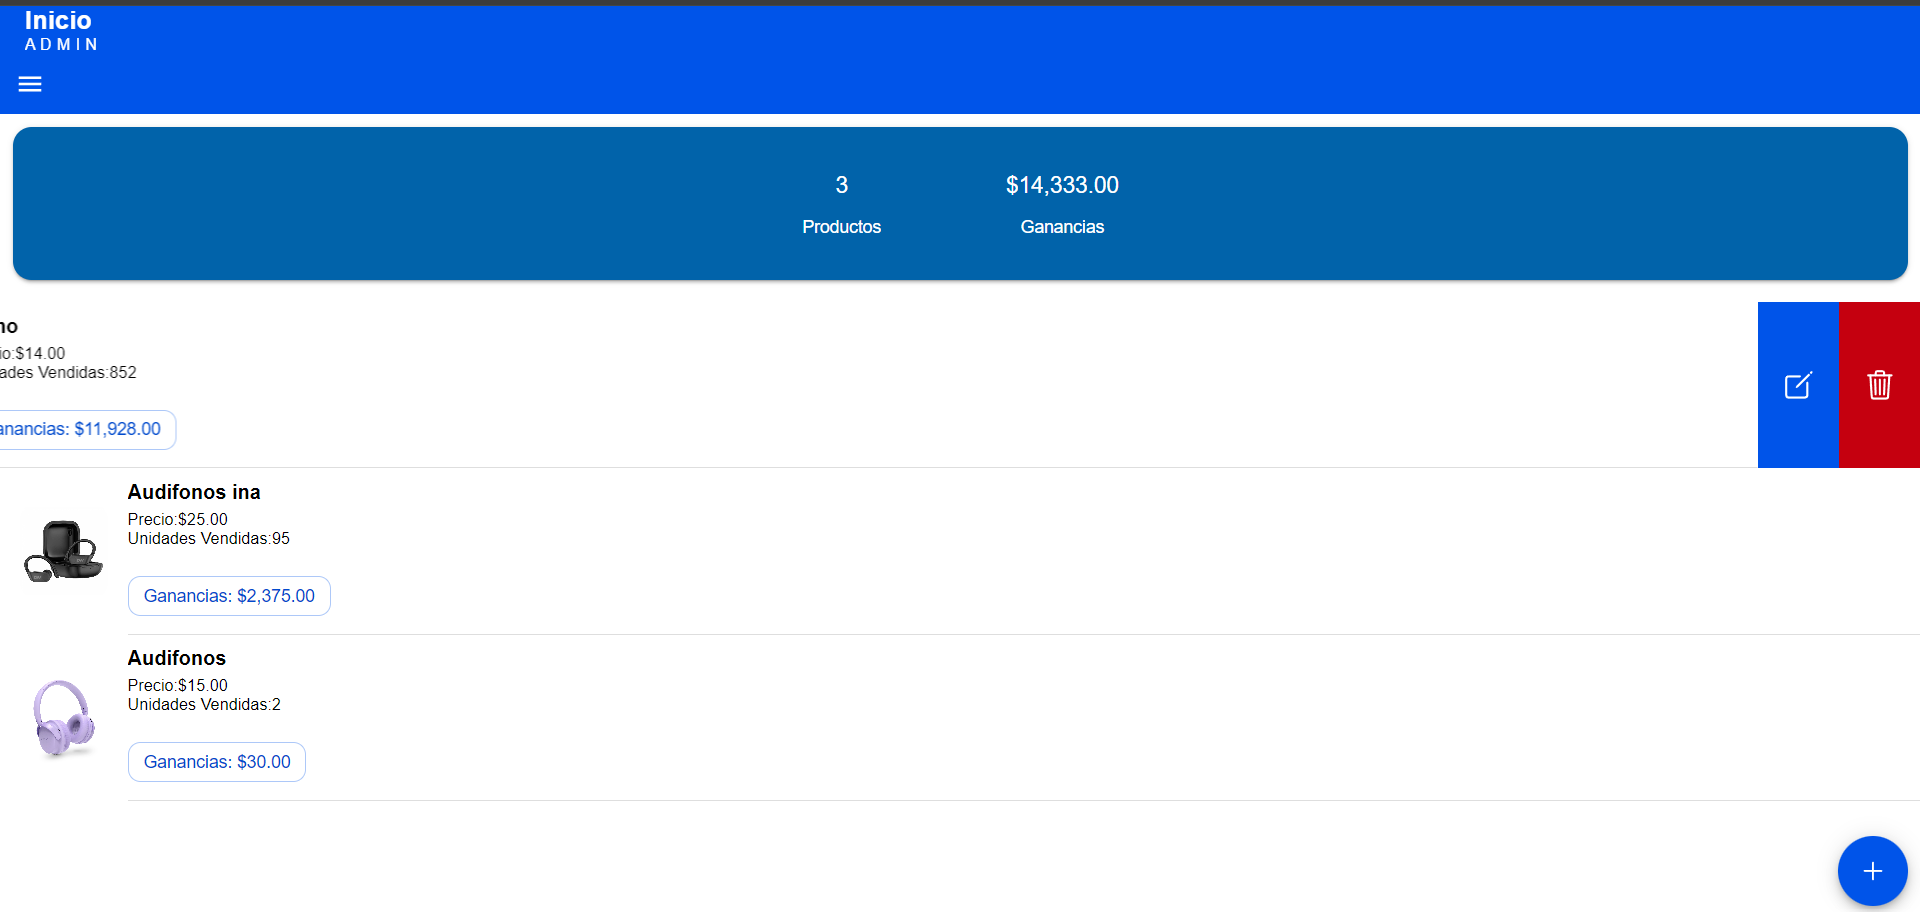 Inicio
ADMIN
3
$14,333.00
Productos
Ganancias
no
io:$14.00
ades Vendidas:852
anancias: $11,928.00
Audifonos ina
Precio:$25.00
Unidades Vendidas:95
Ganancias: $2,375.00
Audifonos
Precio:$15.00
Unidades Vendidas:2
Ganancias: $30.00